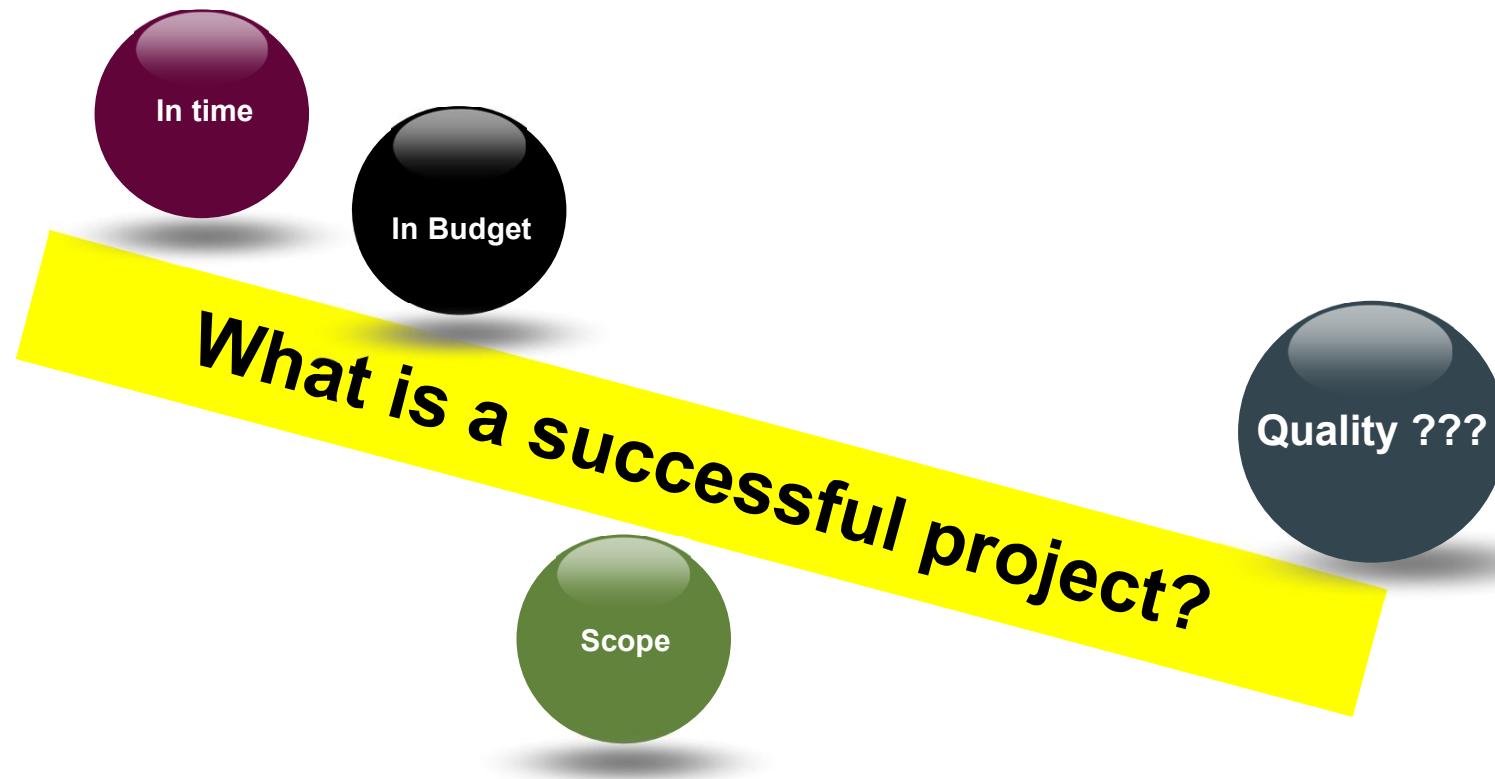 In time
In Budget
What is a successful project?
Quality ???
Scope